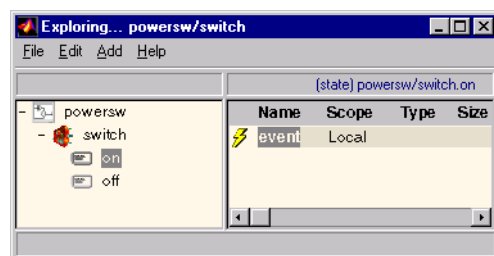 Exploring... powersw/switch
File Edit Add Help
(state) powersw/switch.on
- powersw
- switch
on
off
Name Scope Type Size
event Local